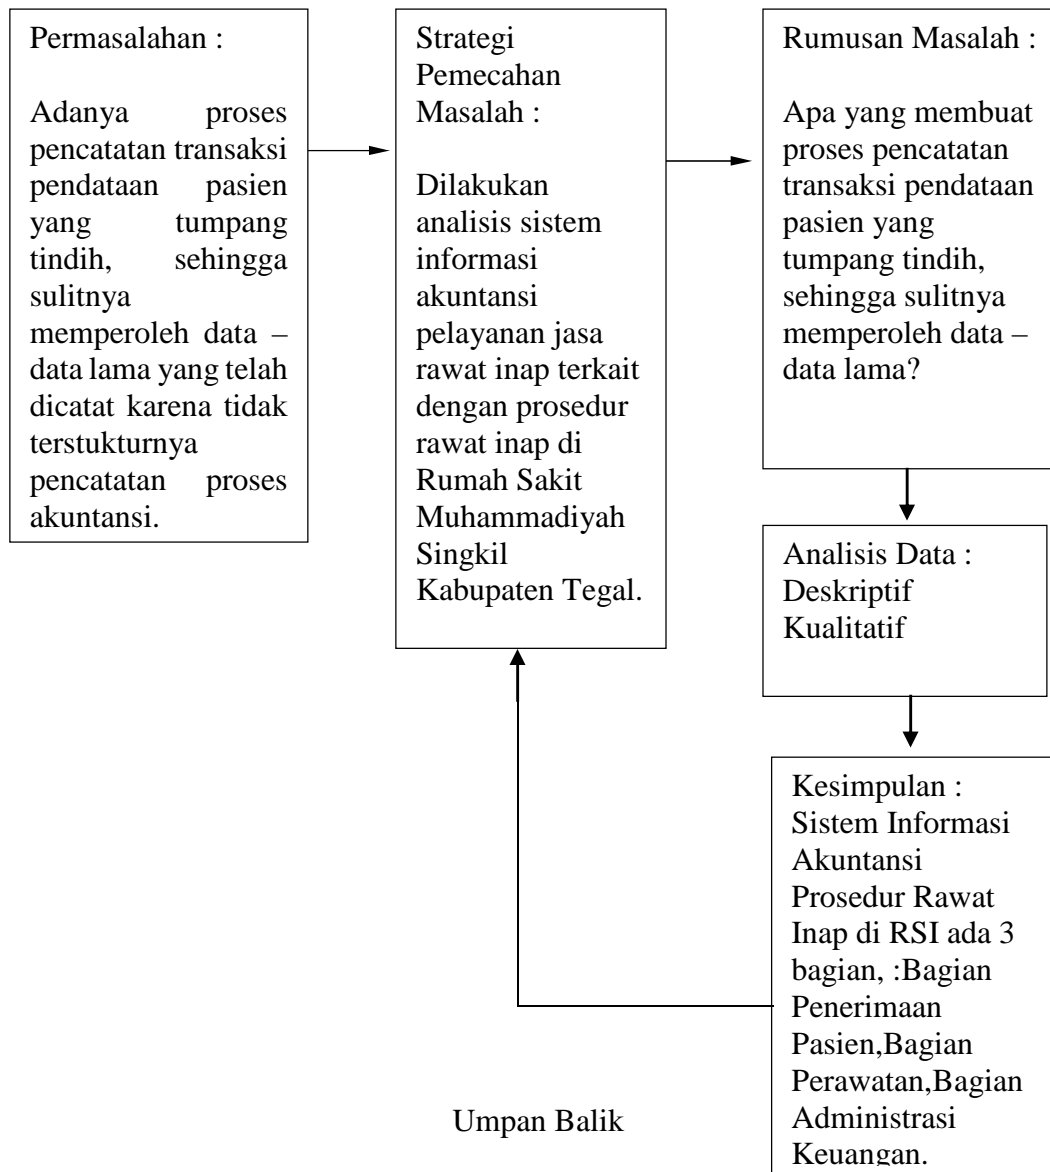 Permasalahan :
Adanya proses
pencatatan transaksi
pendataan pasien
yang tumpang
tindih, sehingga
sulitnya
memperoleh data –
data lama yang telah
dicatat karena tidak
terstukturnya
pencatatan proses
akuntansi.
Strategi
Pemecahan
Masalah :
Dilakukan
analisis sistem
informasi
akuntansi
pelayanan jasa
rawat inap terkait
dengan prosedur
rawat inap di
Rumah Sakit
Muhammadiyah
Singkil
Kabupaten Tegal.
Rumusan Masalah :
Apa yang membuat
proses pencatatan
transaksi pendataan
pasien yang
tumpang tindih,
sehingga sulitnya
memperoleh data –
data lama?
Analisis Data :
Deskriptif
Kualitatif
Kesimpulan :
Sistem Informasi
Akuntansi
Prosedur Rawat
Inap di RSI ada 3
bagian, :Bagian
Penerimaan
Pasien,Bagian
Perawatan,Bagian
Administrasi
Keuangan.
Umpan Balik